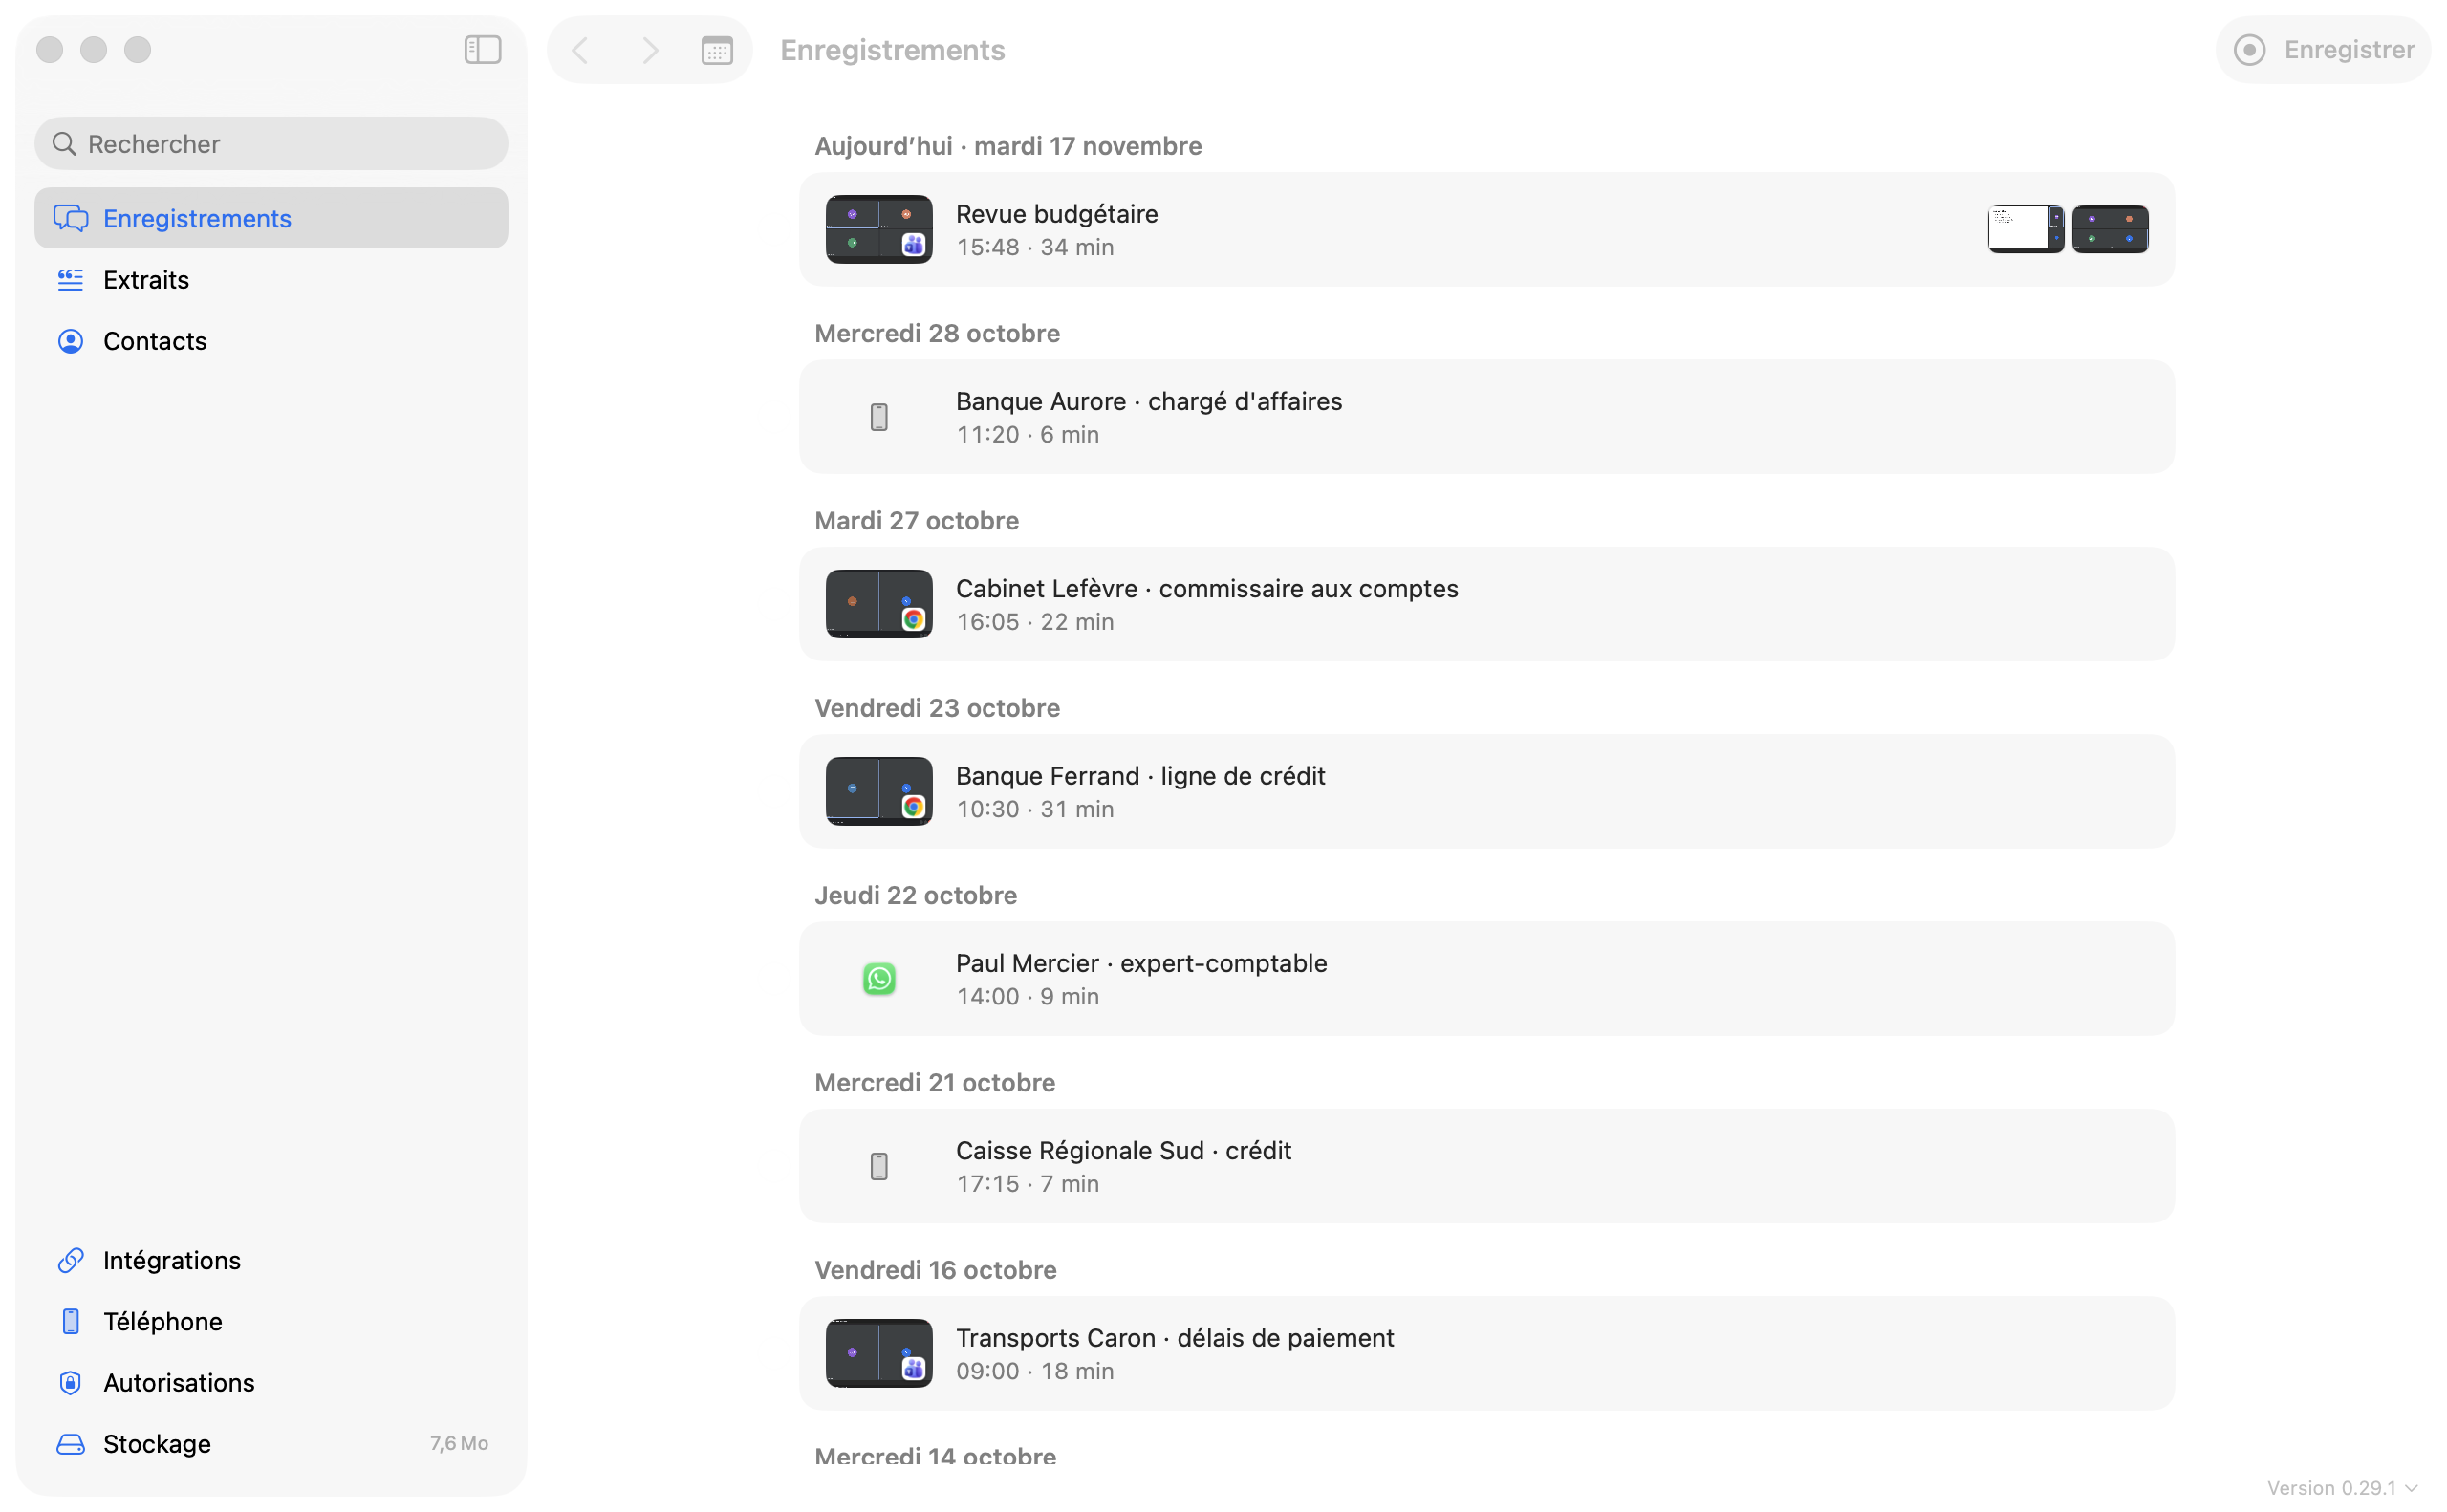 Enregistrements
Enregistrer
Rechercher
Enregistrements
Extraits
Contacts
Intégrations
Téléphone
Autorisations
Stockage 7,6 Mo
Aujourd’hui · mardi 17 novembre
Revue budgétaire
15:48 · 34 min
Mercredi 28 octobre
Banque Aurore · chargé d'affaires
11:20 · 6 min
Mardi 27 octobre
Cabinet Lefèvre · commissaire aux comptes
16:05 · 22 min
Vendredi 23 octobre
Banque Ferrand · ligne de crédit
10:30 · 31 min
Jeudi 22 octobre
Paul Mercier · expert-comptable
14:00 · 9 min
Mercredi 21 octobre
Caisse Régionale Sud · crédit
17:15 · 7 min
Vendredi 16 octobre
Transports Caron · délais de paiement
09:00 · 18 min
Mercredi 14 octobre
Version 0.29.1